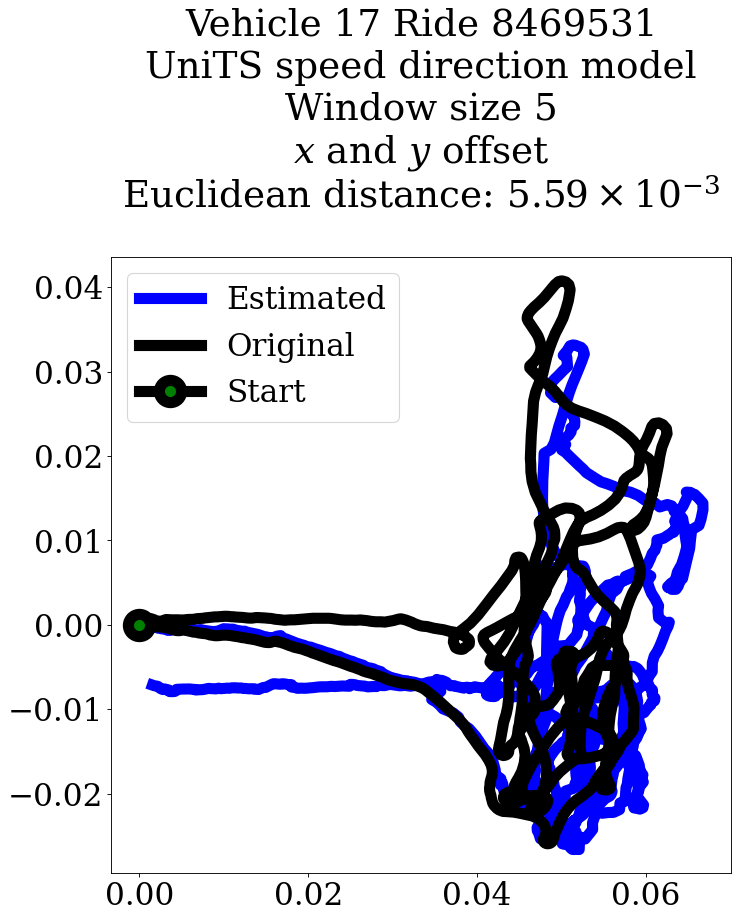 Vehicle 17 Ride 8469531
UniTS speed direction model
Window size 5
x and y offset
Euclidean distance: 5.59 × 10⁻³
Estimated
Original
Start
0.04
0.03
0.02
0.01
0.00
−0.01
−0.02
0.00 0.02 0.04 0.06